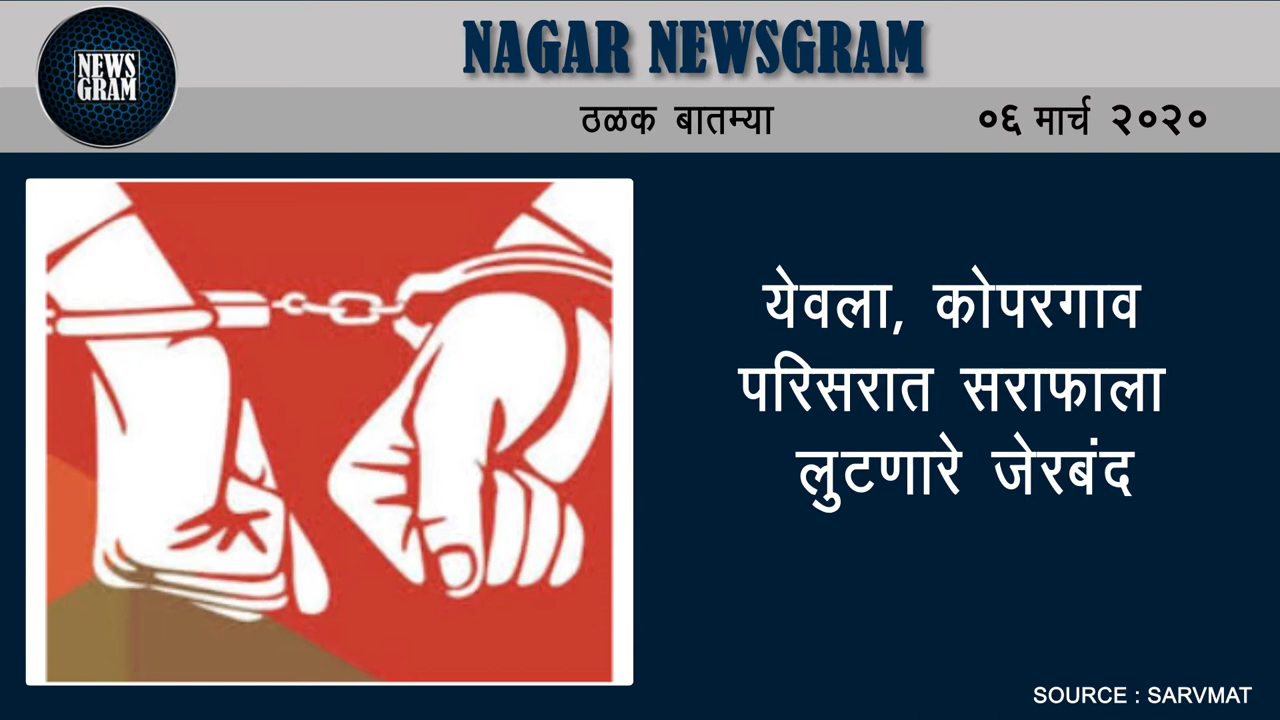 NEWS
GRAM
NAGAR NEWSGRAM
ठळक बातम्या
०६ मार्च २०२०
येवला, कोपरगाव
परिसरात सराफाला
लुटणारे जेरबंद
SOURCE : SARVMAT